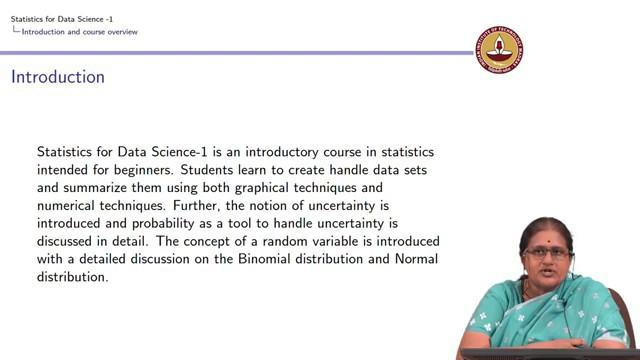 Statistics for Data Science -1
Introduction and course overview
Introduction
Statistics for Data Science-1 is an introductory course in statistics
intended for beginners. Students learn to create handle data sets
and summarize them using both graphical techniques and
numerical techniques. Further, the notion of uncertainty is
introduced and probability as a tool to handle uncertainty is
discussed in detail. The concept of a random variable is introduced
with a detailed discussion on the Binomial distribution and Normal
distribution.